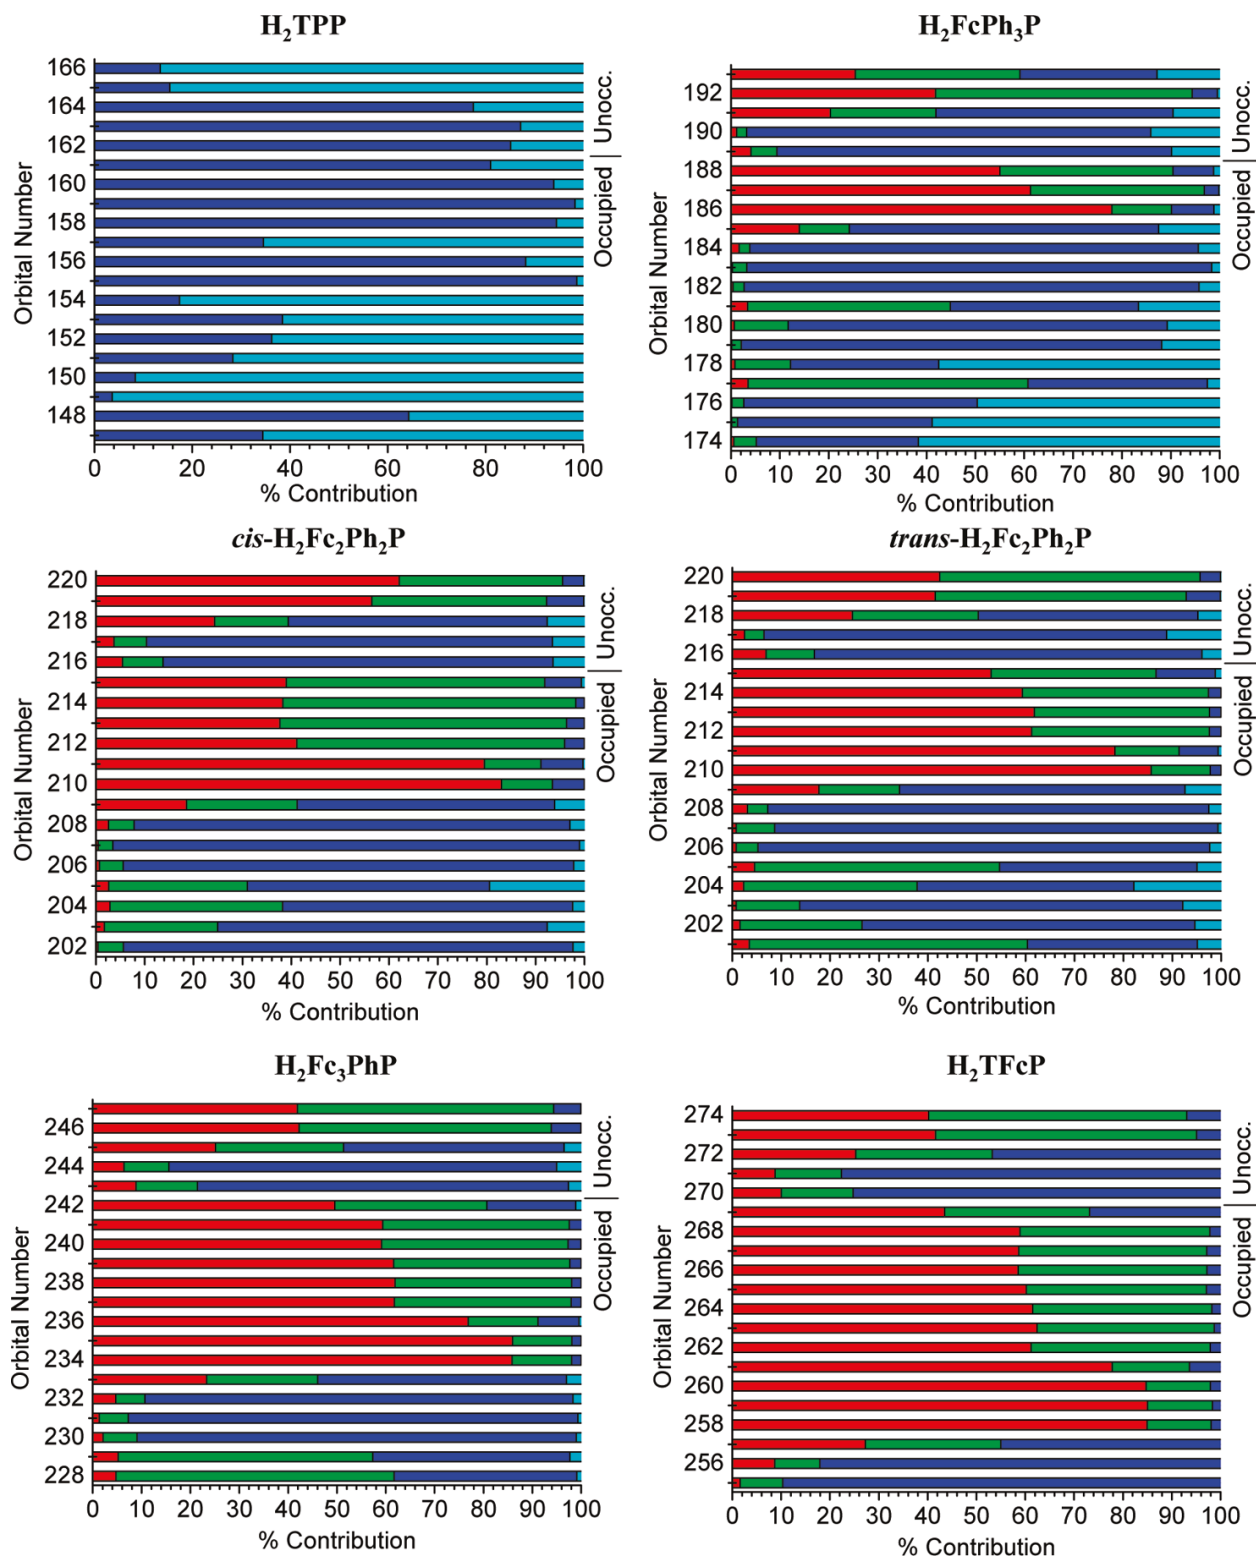 H₂TPP
166
164
162
160
158
156
154
152
150
148
Orbital Number
Occupied | Unocc.
0 20 40 60 80 100
% Contribution
H₂FcPh₃P
192
190
188
186
184
182
180
178
176
174
Orbital Number
Occupied | Unocc.
0 10 20 30 40 50 60 70 80 90 100
% Contribution
cis-H₂Fc₂Ph₂P
220
218
216
214
212
210
208
206
204
202
Orbital Number
Occupied | Unocc.
0 10 20 30 40 50 60 70 80 90 100
% Contribution
trans-H₂Fc₂Ph₂P
220
218
216
214
212
210
208
206
204
202
Orbital Number
Occupied | Unocc.
0 10 20 30 40 50 60 70 80 90 100
% Contribution
H₂Fc₃PhP
246
244
242
240
238
236
234
232
230
228
Orbital Number
Occupied | Unocc.
0 10 20 30 40 50 60 70 80 90 100
% Contribution
H₂TFcP
274
272
270
268
266
264
262
260
258
256
Orbital Number
Occupied | Unocc.
0 10 20 30 40 50 60 70 80 90 100
% Contribution